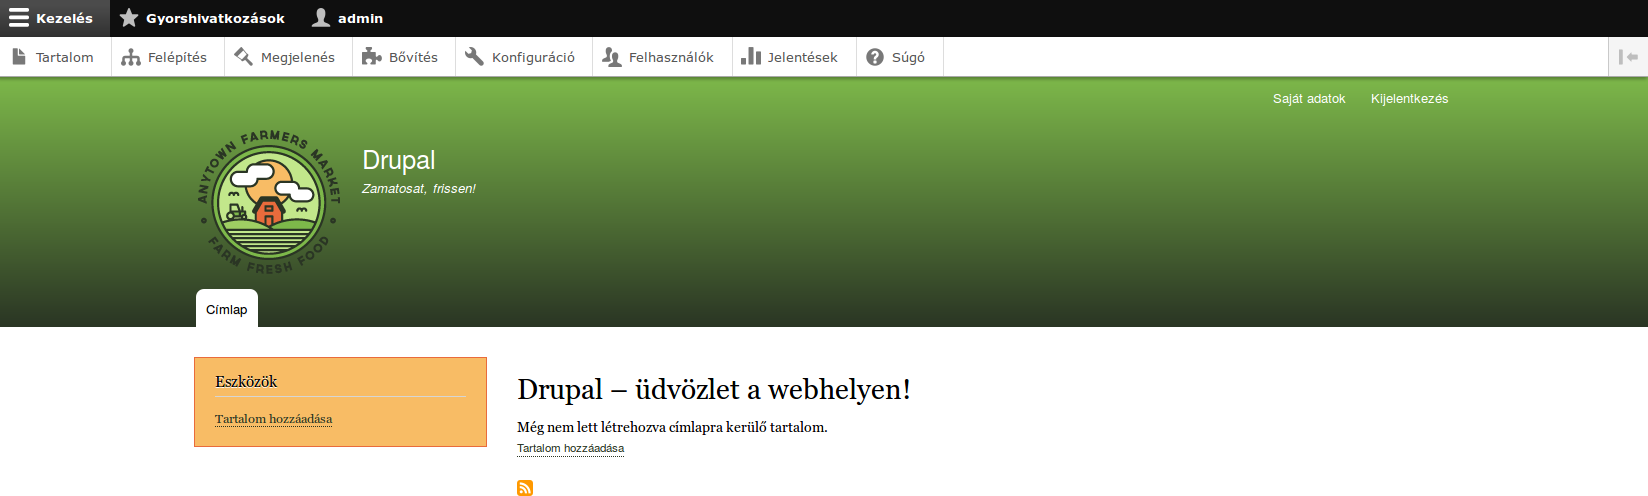 Kezelés Gyorshivatkozások admin
Tartalom Felépítés Megjelenés Bővítés Konfiguráció Felhasználók Jelentések Súgó
Saját adatok Kijelentkezés
ANYTOWN FARMERS MARKET
FARM FRESH FOOD
Drupal
Zamatosat, frissen!
Címlap
Eszközök
Tartalom hozzáadása
Drupal – üdvözlet a webhelyen!
Még nem lett létrehozva címlapra kerülő tartalom.
Tartalom hozzáadása